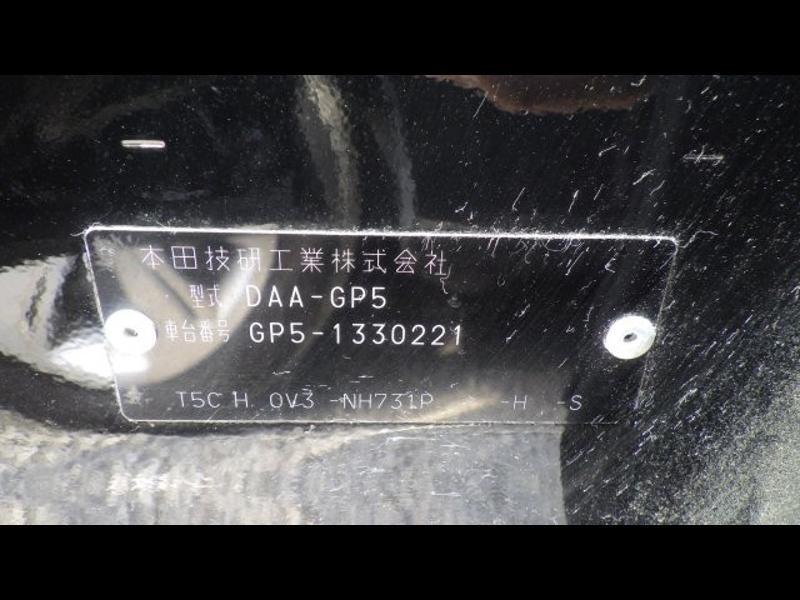 本田技研工業株式会社
型式 DAA-GP5
車台番号 GP5-1330221
T5C H 0V3 -NH731P -H -S